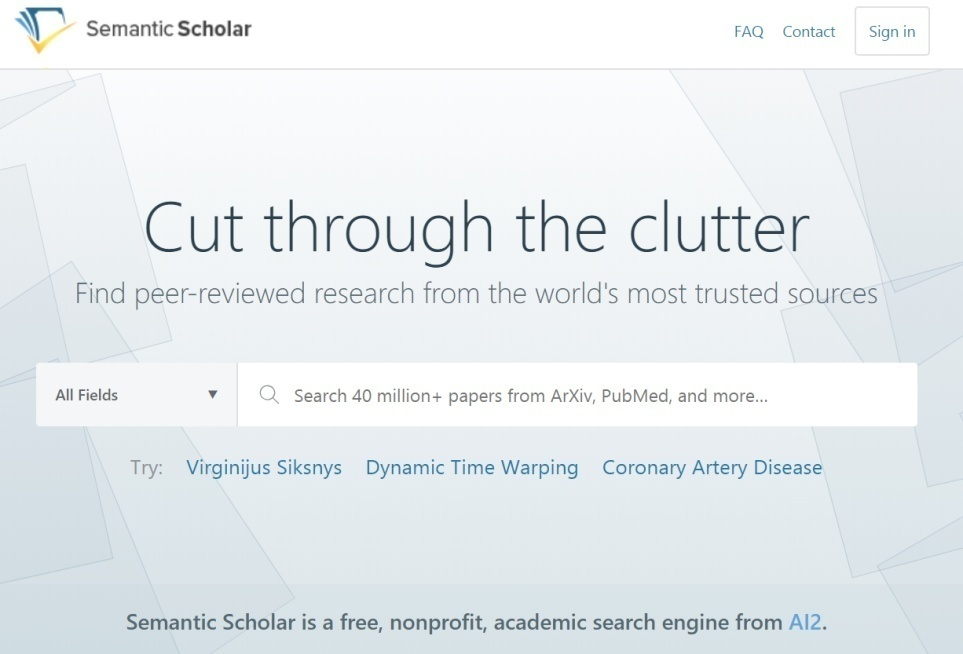 Semantic Scholar
FAQ Contact Sign in
Cut through the clutter
Find peer-reviewed research from the world's most trusted sources
All Fields ▼ Search 40 million+ papers from ArXiv, PubMed, and more...
Try: Virginijus Siksnys Dynamic Time Warping Coronary Artery Disease
Semantic Scholar is a free, nonprofit, academic search engine from AI2.